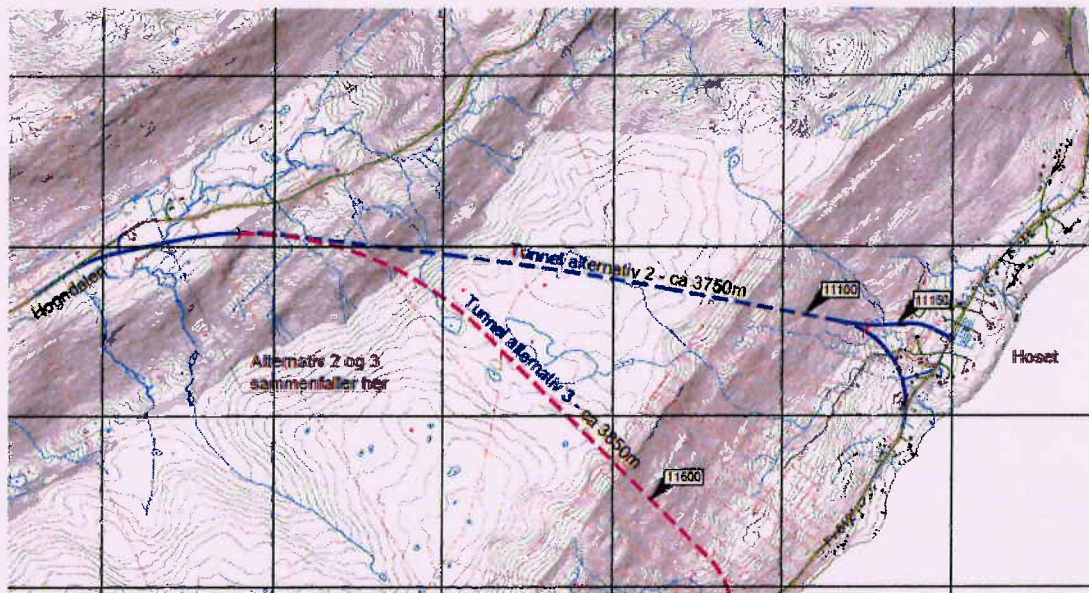 Tunnel alternativ 2 - ca 3750m
11100
11150
Høgndalen
Tunnel alternativ 3 - ca 3650m
Alternativ 2 og 3
sammenfaller her
Hoset
11600